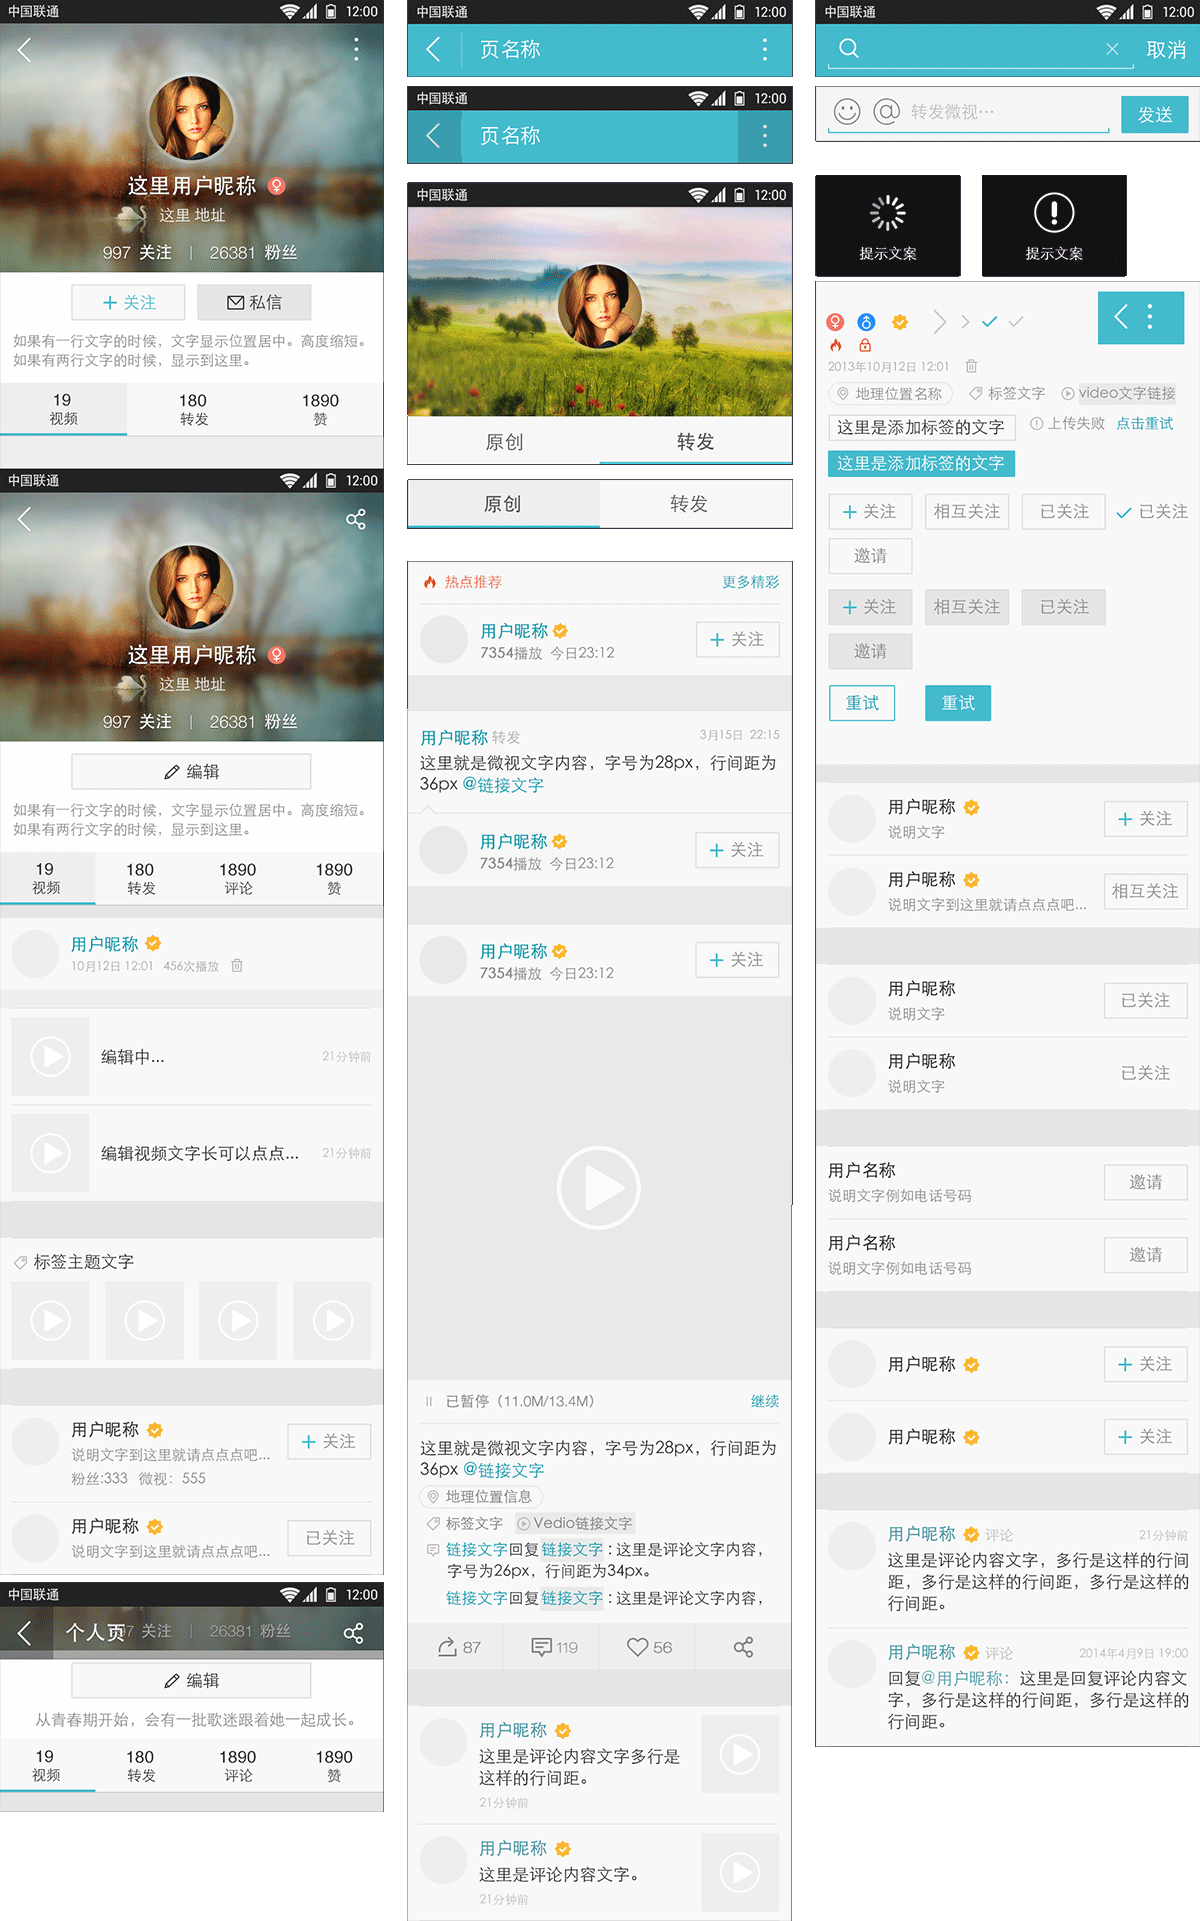 中国联通 12:00
这里用户昵称
这里 地址
997 关注 | 26381 粉丝
+ 关注 私信
如果有一行文字的时候，文字显示位置居中。高度缩短。
如果有两行文字的时候，显示到这里。
19 180 1890
视频 转发 赞
中国联通 12:00
这里用户昵称
这里 地址
997 关注 | 26381 粉丝
编辑
如果有一行文字的时候，文字显示位置居中。高度缩短。
如果有两行文字的时候，显示到这里。
19 180 1890 1890
视频 转发 评论 赞
用户昵称
10月12日 12:01 456次播放
编辑中... 21分钟前
编辑视频文字长可以点点... 21分钟前
标签主题文字
用户昵称
说明文字到这里就请点点点吧...
粉丝:333 微视：555
+ 关注
用户昵称
说明文字到这里就请点点点吧...
已关注
中国联通 12:00
个人页 997 关注 | 26381 粉丝
编辑
从青春期开始，会有一批歌迷跟着她一起成长。
19 180 1890 1890
视频 转发 评论 赞
中国联通 12:00
页名称
中国联通 12:00
页名称
中国联通 12:00
原创 转发
原创 转发
热点推荐 更多精彩
用户昵称
7354播放 今日23:12
+ 关注
用户昵称 转发 3月15日 22:15
这里就是微视文字内容，字号为28px，行间距为
36px @链接文字
用户昵称
7354播放 今日23:12
+ 关注
用户昵称
7354播放 今日23:12
+ 关注
已暂停（11.0M/13.4M） 继续
这里就是微视文字内容，字号为28px，行间距为
36px @链接文字
地理位置信息
标签文字 Vedio链接文字
链接文字回复链接文字：这里是评论文字内容，
字号为26px，行间距为34px。
链接文字回复链接文字：这里是评论文字内容，
87 119 56
用户昵称
这里是评论内容文字多行是
这样的行间距。
21分钟前
用户昵称
这里是评论内容文字。
21分钟前
中国联通 12:00
取消
@ 转发微视… 发送
提示文案 提示文案
2013年10月12日 12:01
地理位置名称 标签文字 video文字链接
这里是添加标签的文字 上传失败 点击重试
这里是添加标签的文字
+ 关注 相互关注 已关注 已关注
邀请
+ 关注 相互关注 已关注
邀请
重试 重试
用户昵称
说明文字
+ 关注
用户昵称
说明文字到这里就请点点点吧...
相互关注
用户昵称
说明文字
已关注
用户昵称
说明文字
已关注
用户名称
说明文字例如电话号码
邀请
用户名称
说明文字例如电话号码
邀请
用户昵称 + 关注
用户昵称 + 关注
用户昵称 评论 21分钟前
这里是评论内容文字，多行是这样的行间
距，多行是这样的行间距，多行是这样的
行间距。
用户昵称 评论 2014年4月9日 19:00
回复@用户昵称：这里是回复评论内容文
字，多行是这样的行间距，多行是这样的
行间距。